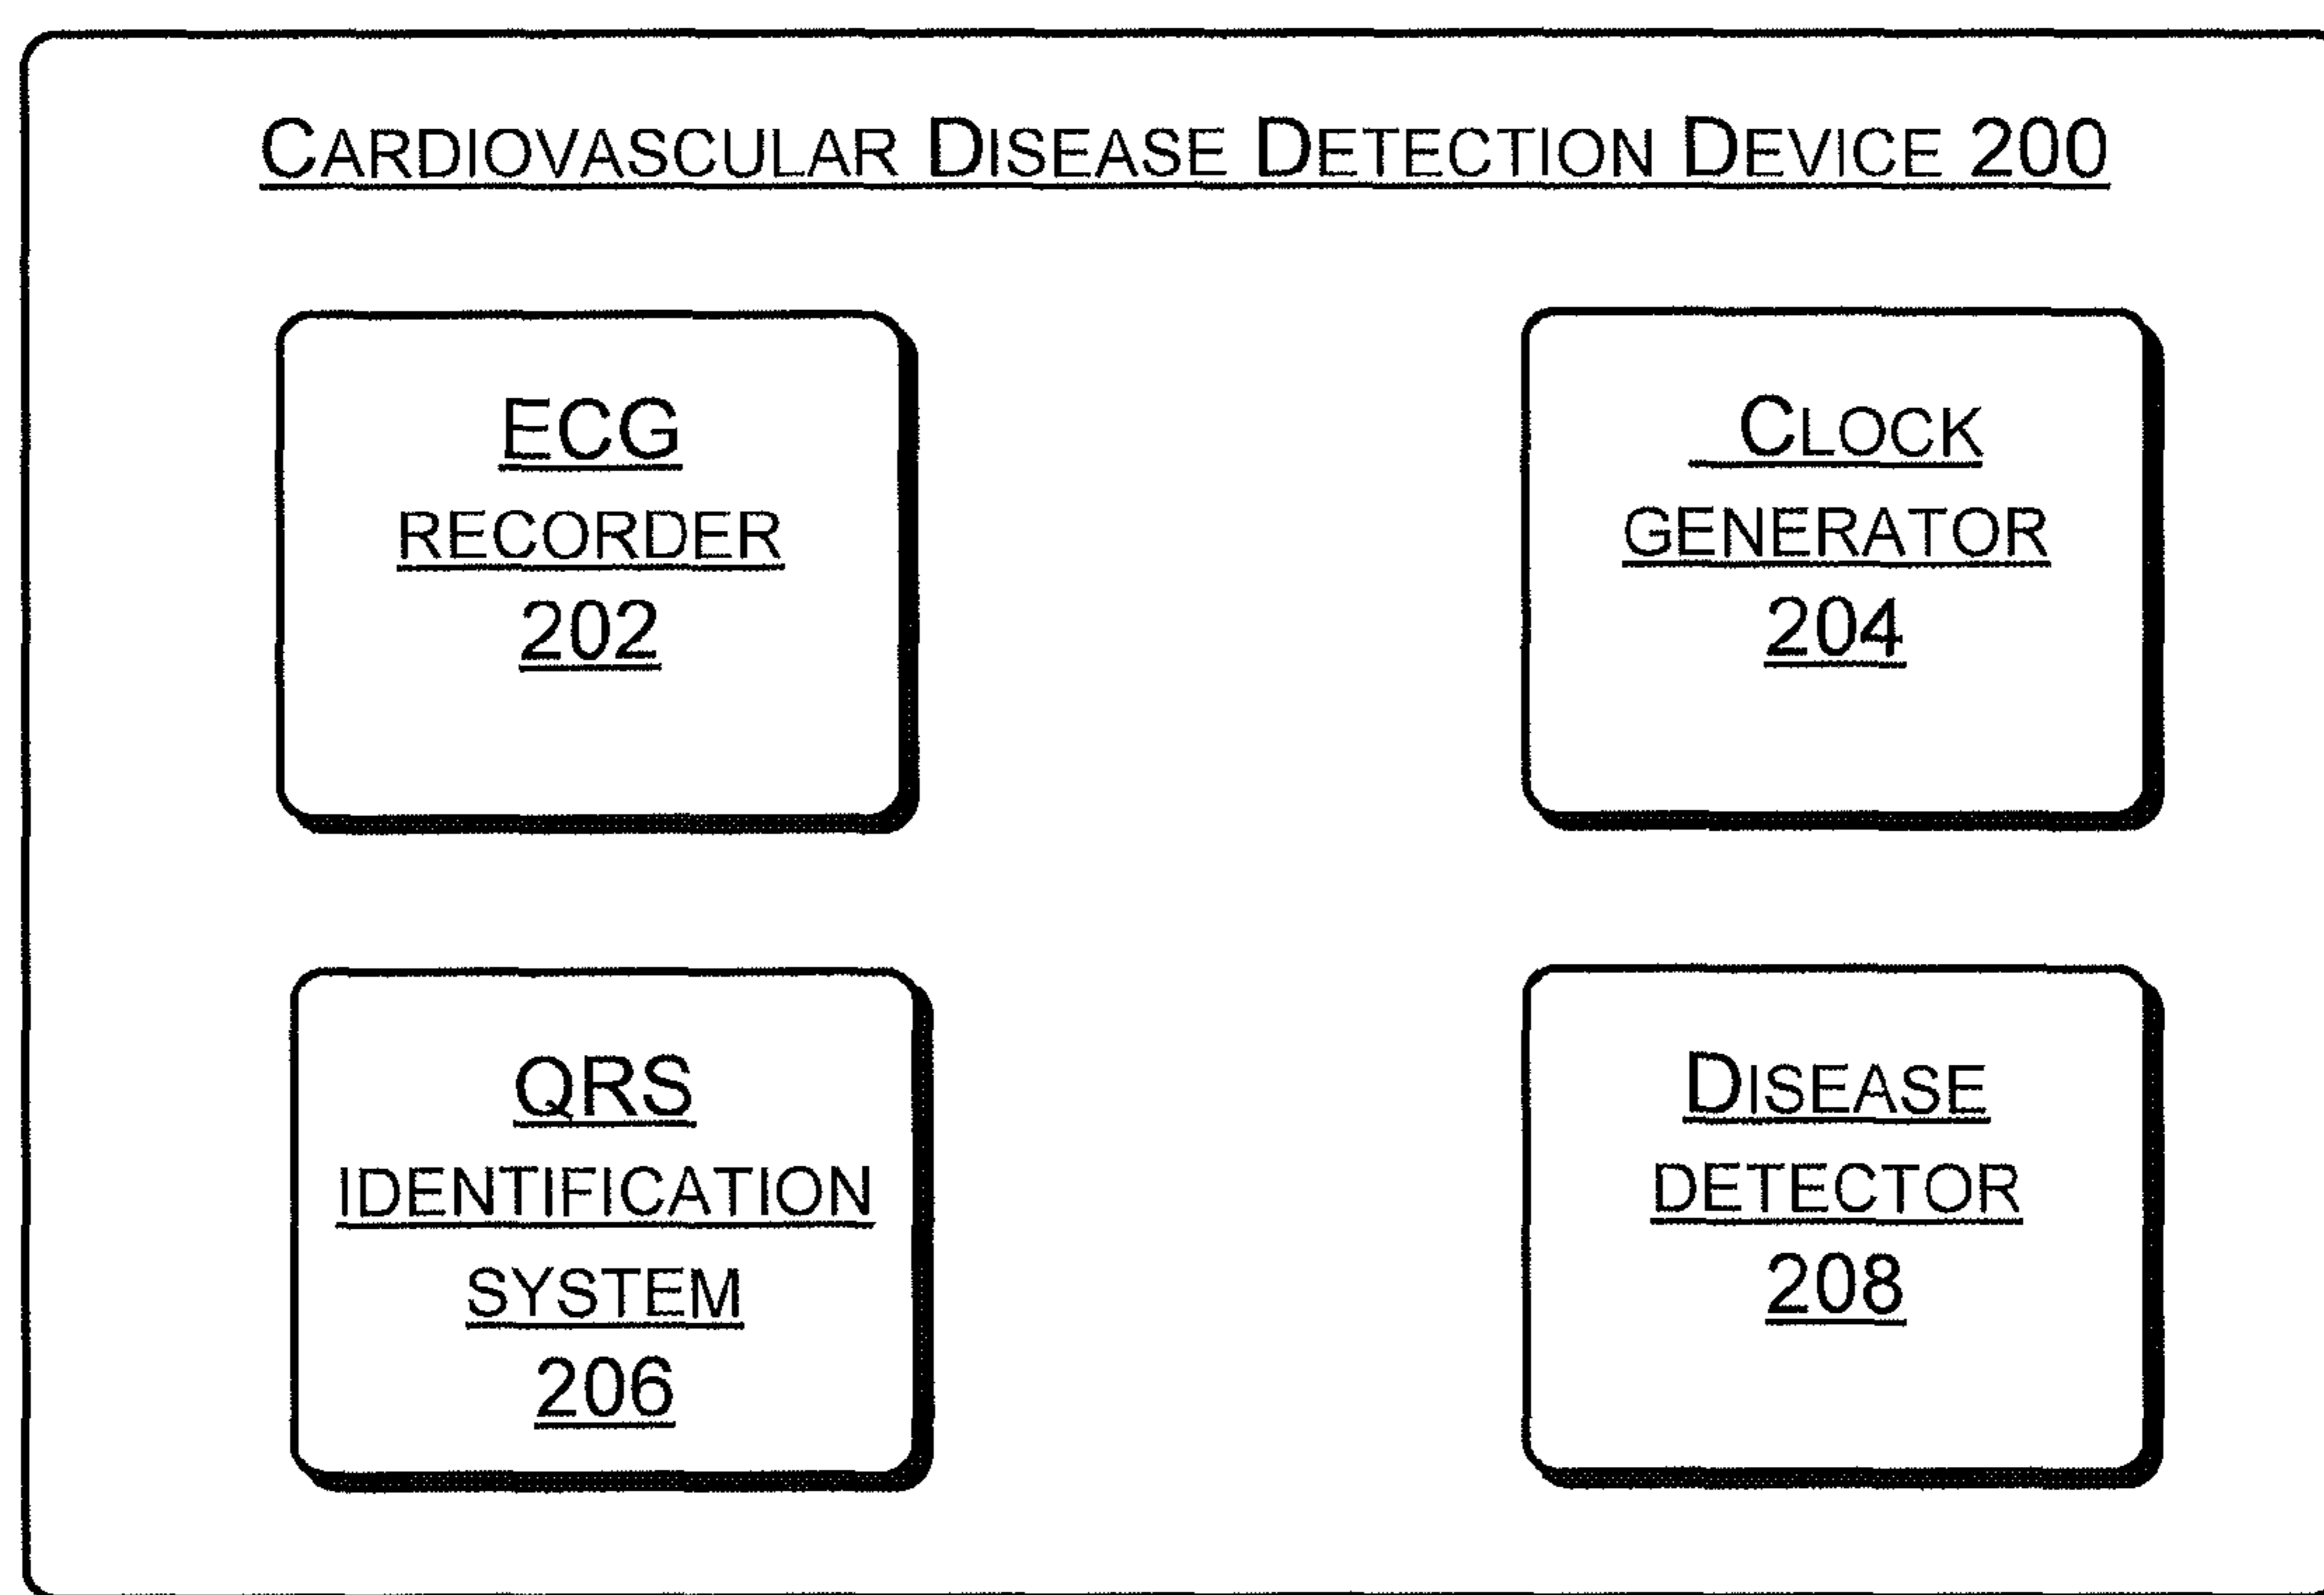 CARDIOVASCULAR DISEASE DETECTION DEVICE 200
ECG
RECORDER
202
CLOCK
GENERATOR
204
QRS
IDENTIFICATION
SYSTEM
206
DISEASE
DETECTOR
208